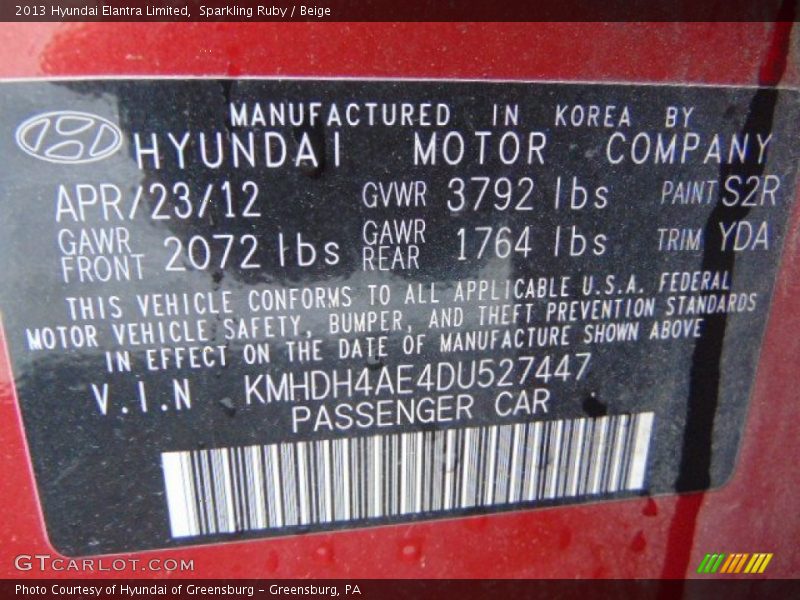 2013 Hyundai Elantra Limited, Sparkling Ruby / Beige
MANUFACTURED IN KOREA BY
HYUNDAI MOTOR COMPANY
APR/23/12 GVWR 3792 lbs PAINT S2R
GAWR FRONT 2072 lbs GAWR REAR 1764 lbs TRIM YDA
THIS VEHICLE CONFORMS TO ALL APPLICABLE U.S.A. FEDERAL
MOTOR VEHICLE SAFETY, BUMPER, AND THEFT PREVENTION STANDARDS
IN EFFECT ON THE DATE OF MANUFACTURE SHOWN ABOVE
V.I.N KMHDH4AE4DU527447
PASSENGER CAR
GTCARLOT.COM
Photo Courtesy of Hyundai of Greensburg - Greensburg, PA